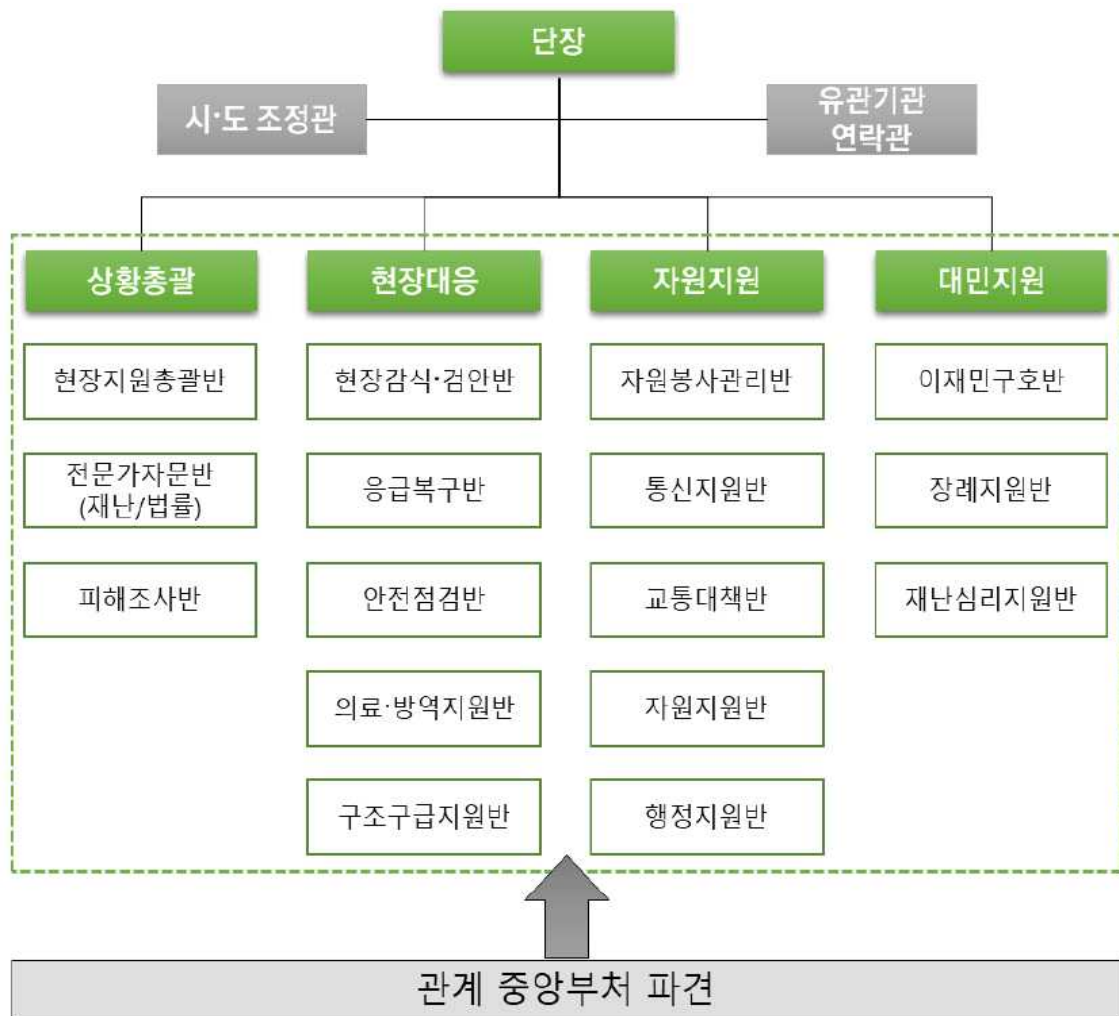 단장
시·도 조정관
유관기관
연락관
상황총괄
현장대응
자원지원
대민지원
현장지원총괄반
현장감식·검안반
자원봉사관리반
이재민구호반
전문가자문반
(재난/법률)
응급복구반
통신지원반
장례지원반
피해조사반
안전점검반
교통대책반
재난심리지원반
의료·방역지원반
자원지원반
구조구급지원반
행정지원반
관계 중앙부처 파견